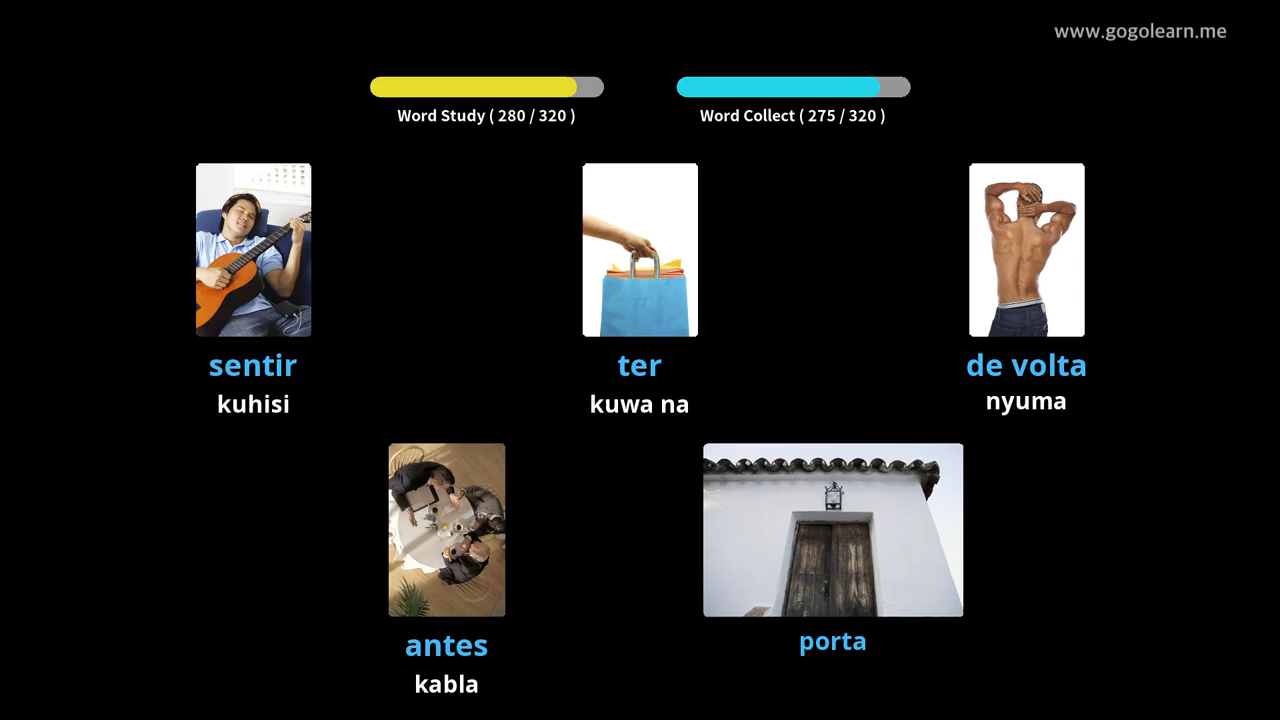 www.gogolearn.me
Word Study ( 280 / 320 )
Word Collect ( 275 / 320 )
sentir
kuhisi
ter
kuwa na
de volta
nyuma
antes
kabla
porta